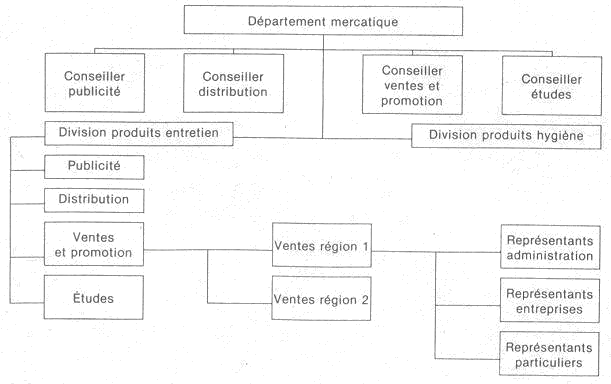 Département mercatique
Conseiller
publicité
Conseiller
distribution
Conseiller
ventes et
promotion
Conseiller
études
Division produits entretien
Division produits hygiène
Publicité
Distribution
Ventes
et promotion
Ventes région 1
Représentants
administration
Études
Ventes région 2
Représentants
entreprises
Représentants
particuliers